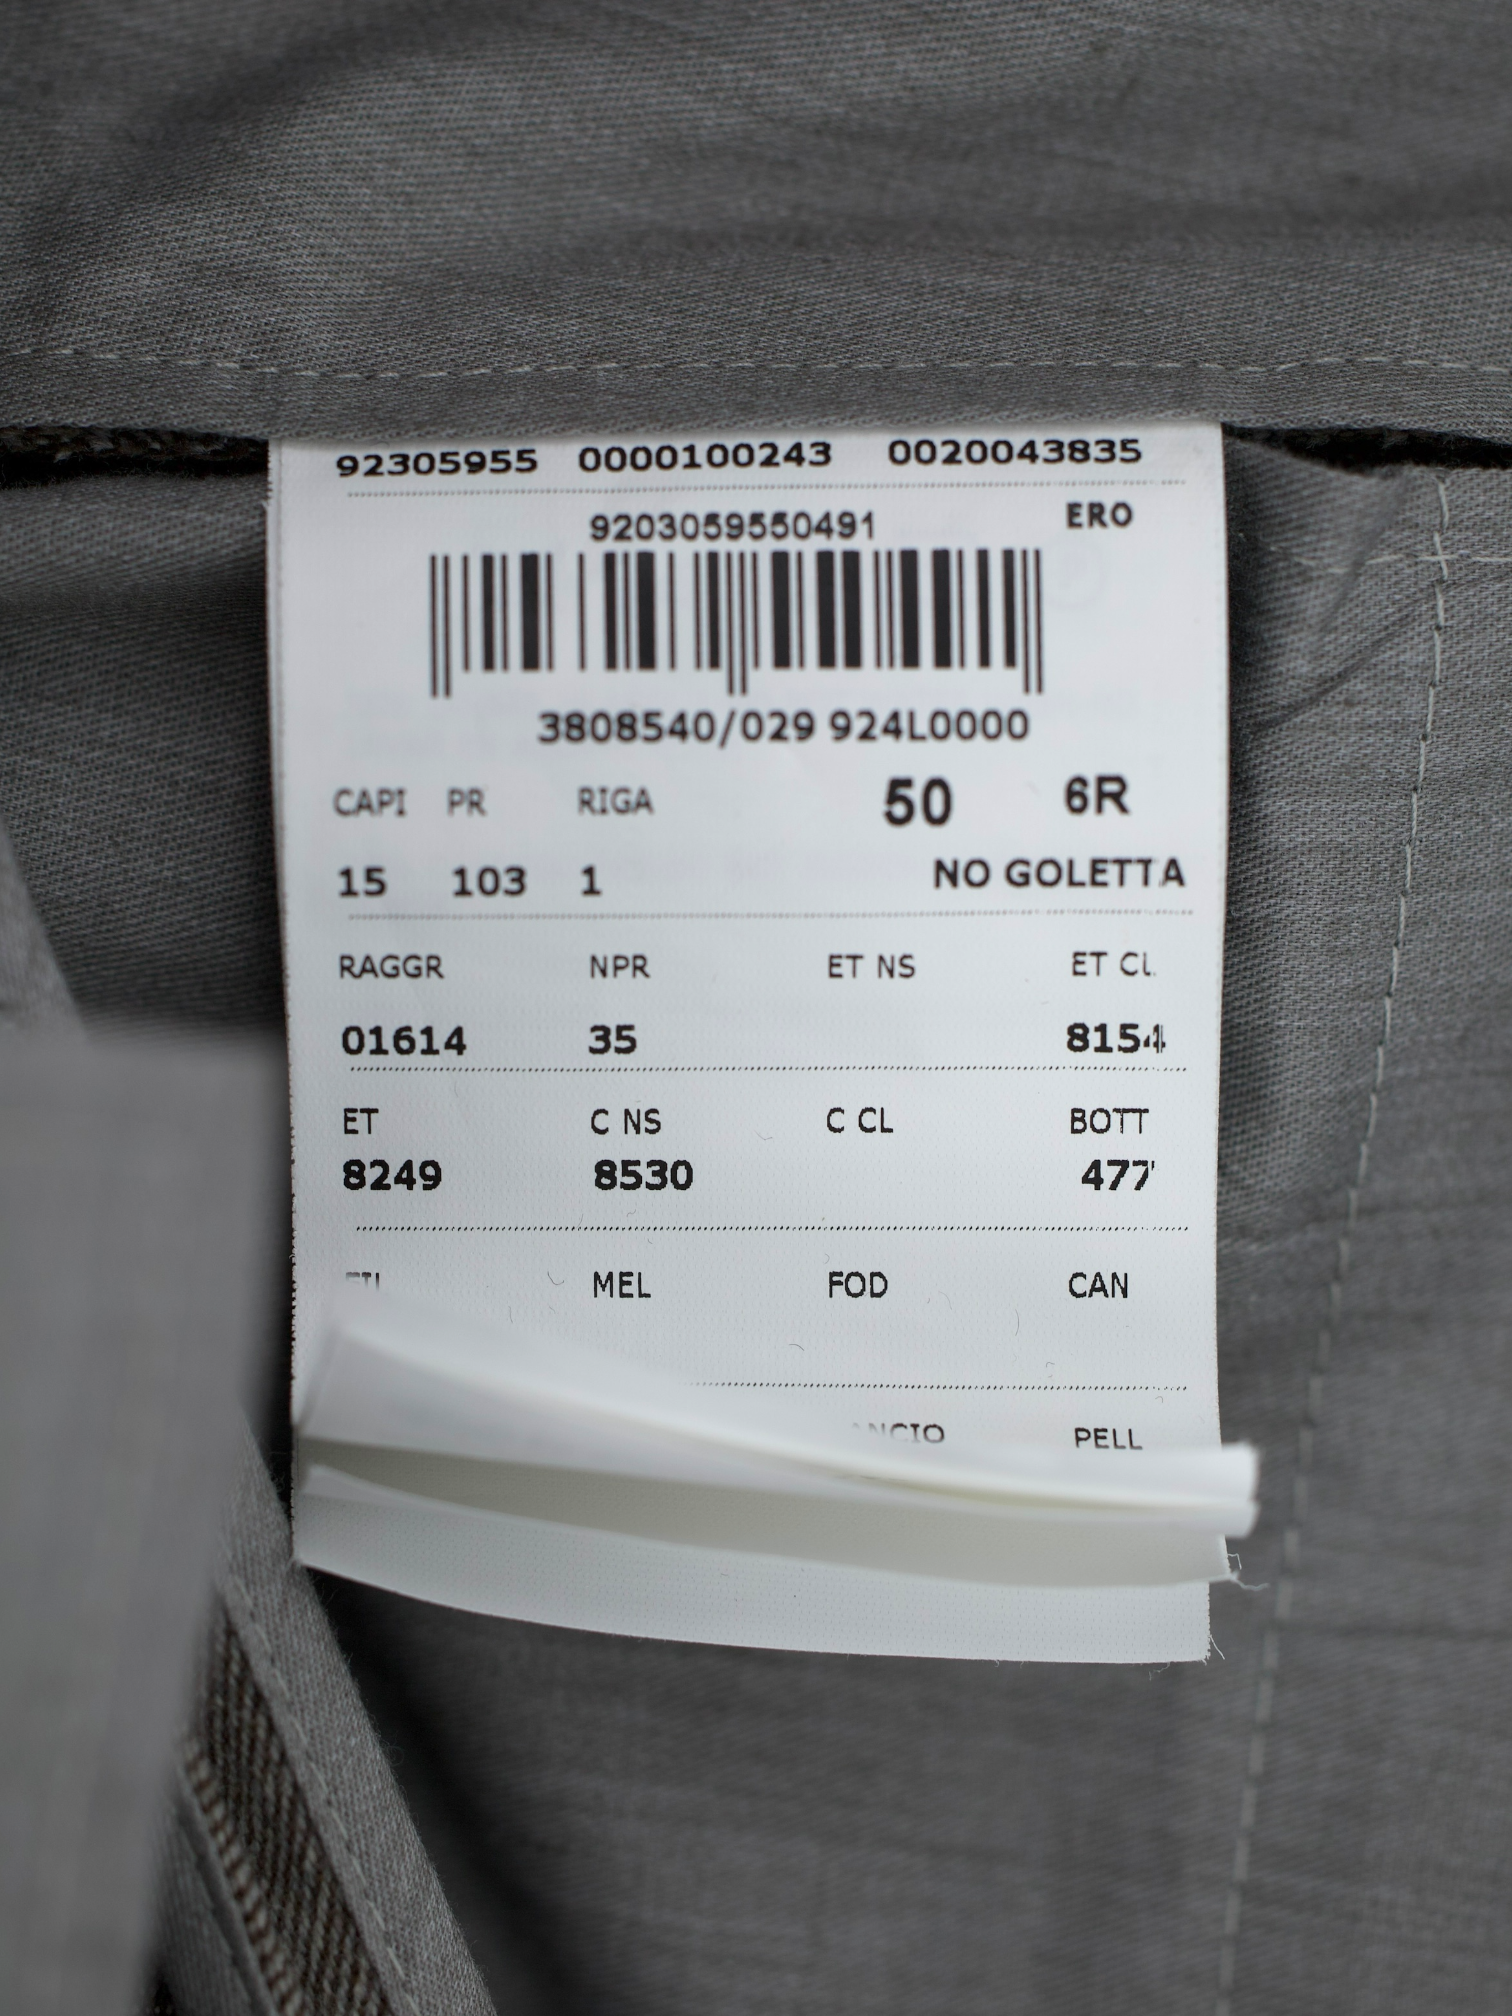 92305955 0000100243 0020043835
ERO
9203059550491
3808540/029 924L0000
CAPI PR RIGA 50 6R
15 103 1 NO GOLETTA
RAGGR NPR ET NS ET CL
01614 35 8154
ET C NS C CL BOTT
8249 8530 477
MEL FOD CAN
PELL